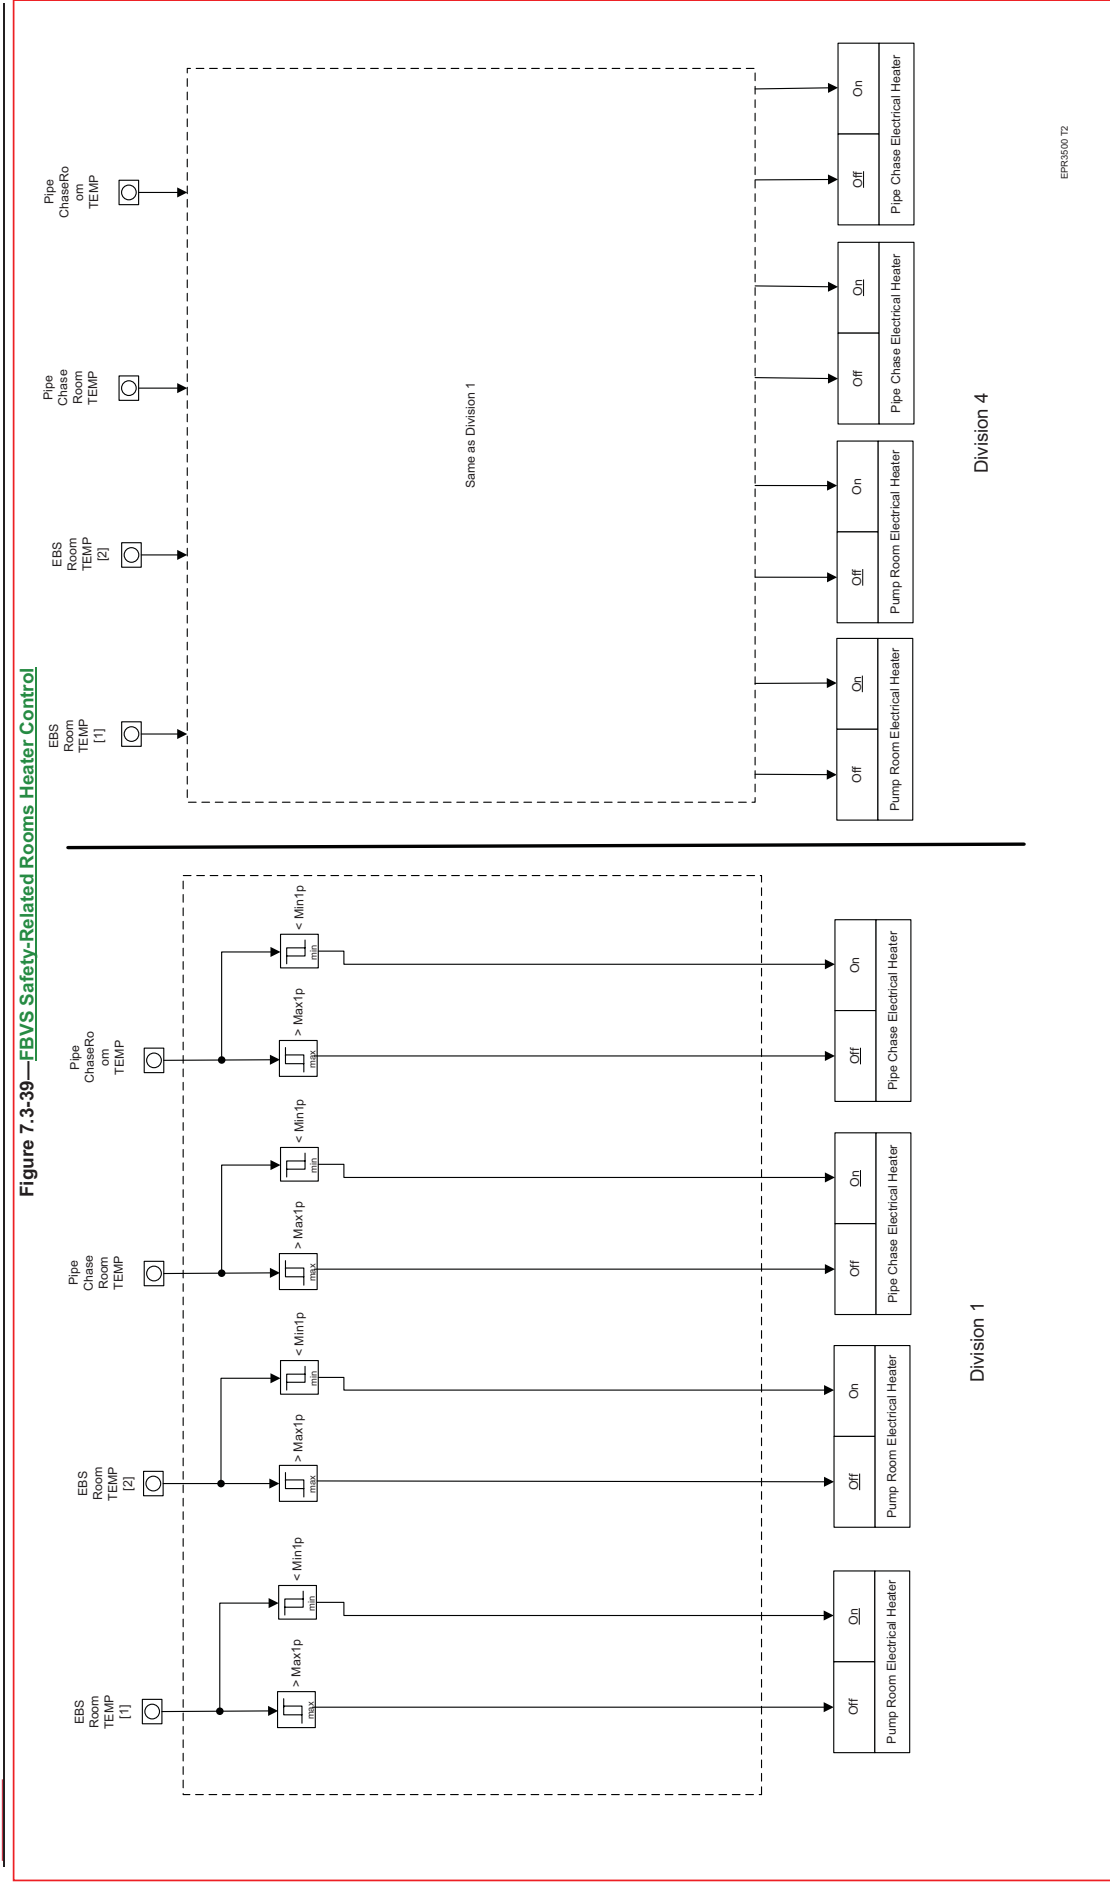 Figure 7.3-39—FBVS Safety-Related Rooms Heater Control
EBS
Room
TEMP
[1]
EBS
Room
TEMP
[2]
Pipe
Chase
Room
TEMP
Pipe
ChaseRo
om
TEMP
EBS
Room
TEMP
[1]
EBS
Room
TEMP
[2]
Pipe
Chase
Room
TEMP
Pipe
ChaseRo
om
TEMP
> Max1p
max
< Min1p
min
> Max1p
max
< Min1p
min
> Max1p
max
< Min1p
min
> Max1p
max
< Min1p
min
Same as Division 1
Off
On
Pump Room Electrical Heater
Off
On
Pump Room Electrical Heater
Off
On
Pipe Chase Electrical Heater
Off
On
Pipe Chase Electrical Heater
Off
On
Pump Room Electrical Heater
Off
On
Pump Room Electrical Heater
Off
On
Pipe Chase Electrical Heater
Off
On
Pipe Chase Electrical Heater
Division 1
Division 4
EPR3500 T2